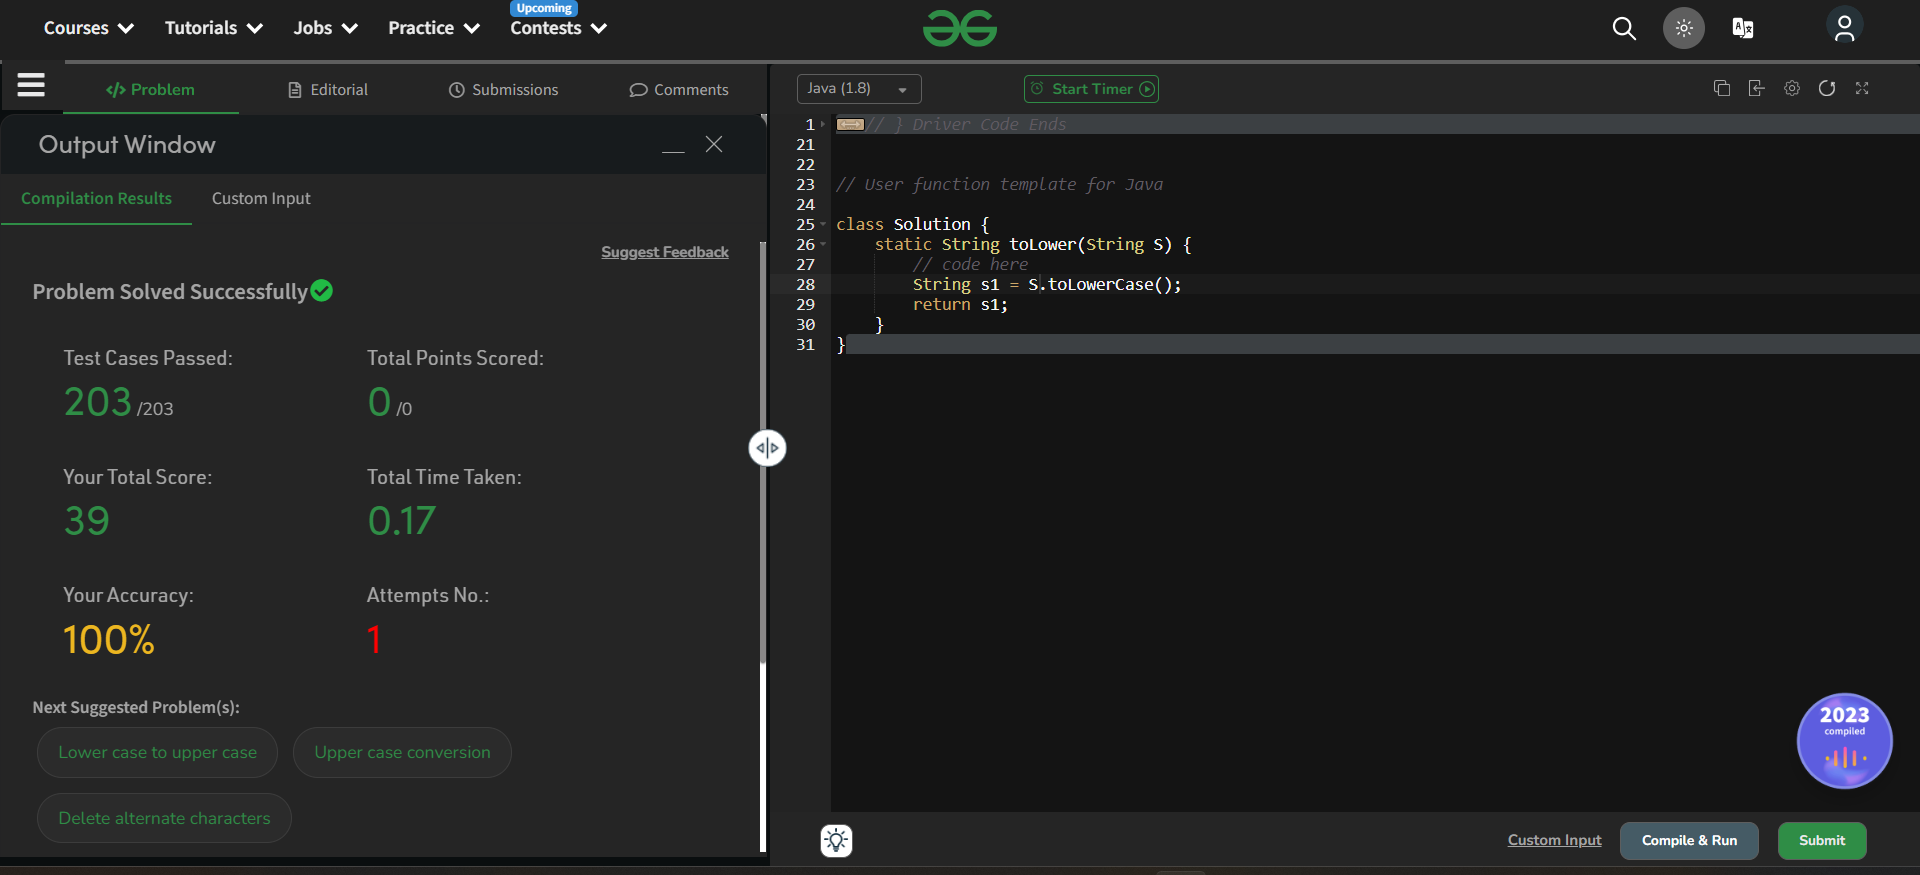 Upcoming
Courses Tutorials Jobs Practice Contests
Problem Editorial Submissions Comments
Output Window
Compilation Results Custom Input
Suggest Feedback
Problem Solved Successfully
Test Cases Passed: Total Points Scored:
203 /203 0 /0
Your Total Score: Total Time Taken:
39 0.17
Your Accuracy: Attempts No.:
100% 1
Next Suggested Problem(s):
Lower case to upper case Upper case conversion
Delete alternate characters
Java (1.8) Start Timer
1 // } Driver Code Ends
21
22
23 // User function template for Java
24
25 class Solution {
26 static String toLower(String S) {
27 // code here
28 String s1 = S.toLowerCase();
29 return s1;
30 }
31 }
2023
compiled
Custom Input Compile & Run Submit